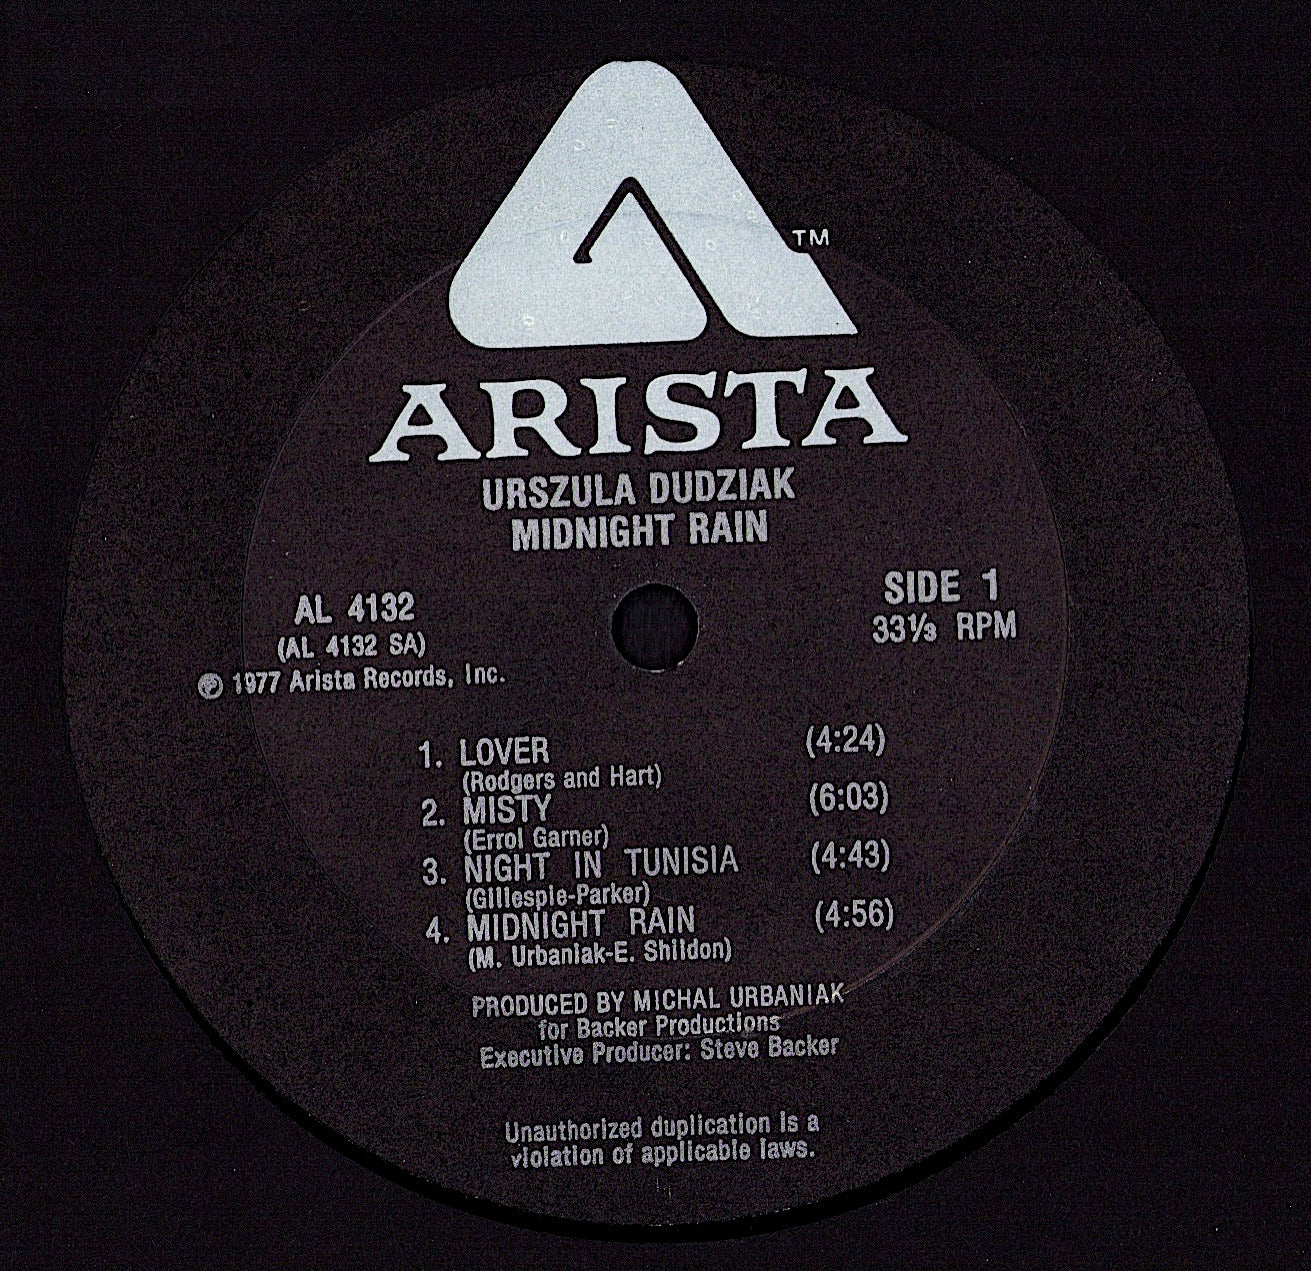 TM
ARISTA
URSZULA DUDZIAK
MIDNIGHT RAIN
AL 4132
(AL 4132 SA)
℗ 1977 Arista Records, Inc.
SIDE 1
33⅓ RPM
1. LOVER (4:24)
(Rodgers and Hart)
2. MISTY (6:03)
(Errol Garner)
3. NIGHT IN TUNISIA (4:43)
(Gillespie-Parker)
4. MIDNIGHT RAIN (4:56)
(M. Urbaniak-E. Shildon)
PRODUCED BY MICHAL URBANIAK
for Backer Productions
Executive Producer: Steve Backer
Unauthorized duplication is a
violation of applicable laws.